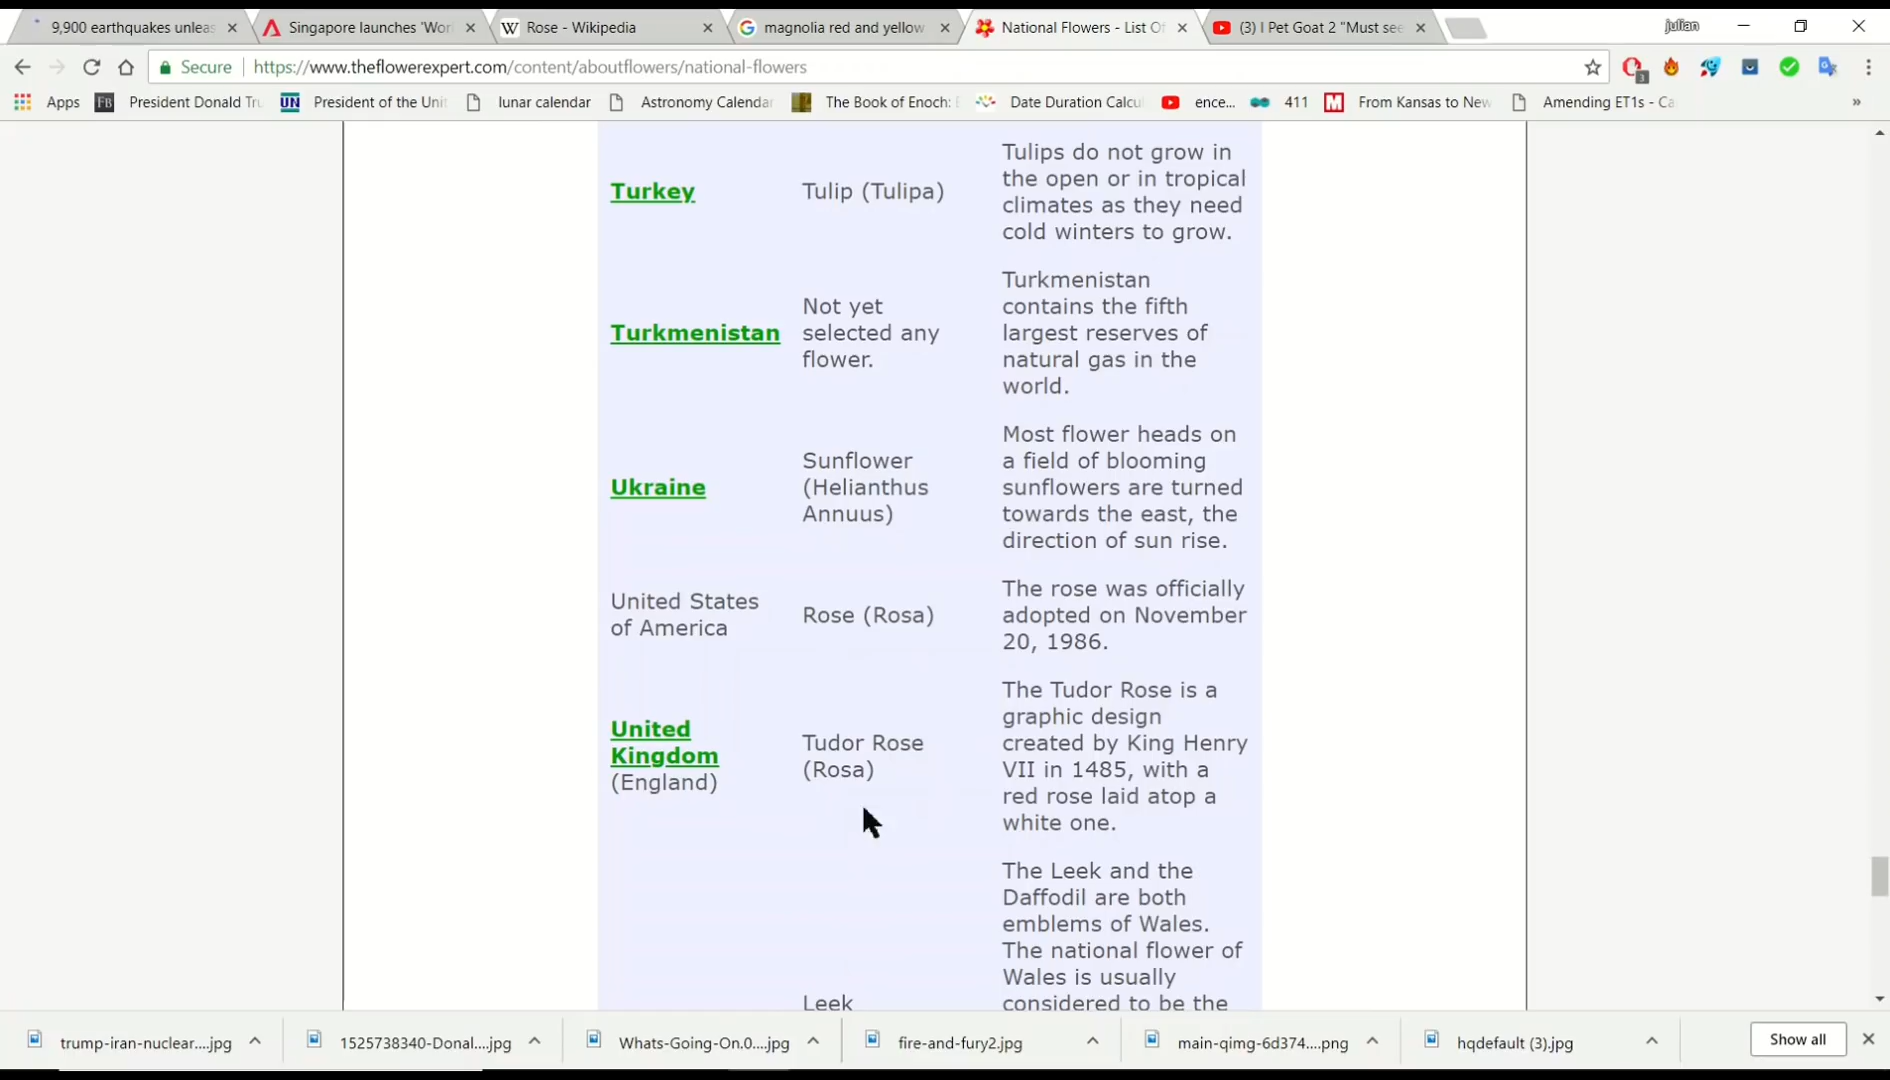 9,900 earthquakes unleas
Singapore launches 'Worl
Rose - Wikipedia
magnolia red and yellow
National Flowers - List Of
(3) I Pet Goat 2 "Must see
julian
Secure
https://www.theflowerexpert.com/content/aboutflowers/national-flowers
3
Apps
FB
President Donald Tru
UN
President of the Unit
lunar calendar
Astronomy Calendar
The Book of Enoch:
Date Duration Calcu
ence...
411
M
From Kansas to New
Amending ET1s - Ca
»
Turkey
Tulip (Tulipa)
Tulips do not grow in
the open or in tropical
climates as they need
cold winters to grow.
Turkmenistan
Not yet
selected any
flower.
Turkmenistan
contains the fifth
largest reserves of
natural gas in the
world.
Ukraine
Sunflower
(Helianthus
Annuus)
Most flower heads on
a field of blooming
sunflowers are turned
towards the east, the
direction of sun rise.
United States
of America
Rose (Rosa)
The rose was officially
adopted on November
20, 1986.
United
Kingdom
(England)
Tudor Rose
(Rosa)
The Tudor Rose is a
graphic design
created by King Henry
VII in 1485, with a
red rose laid atop a
white one.
Leek
The Leek and the
Daffodil are both
emblems of Wales.
The national flower of
Wales is usually
considered to be the
trump-iran-nuclear....jpg
1525738340-Donal....jpg
Whats-Going-On.0....jpg
fire-and-fury2.jpg
main-qimg-6d374....png
hqdefault (3).jpg
Show all